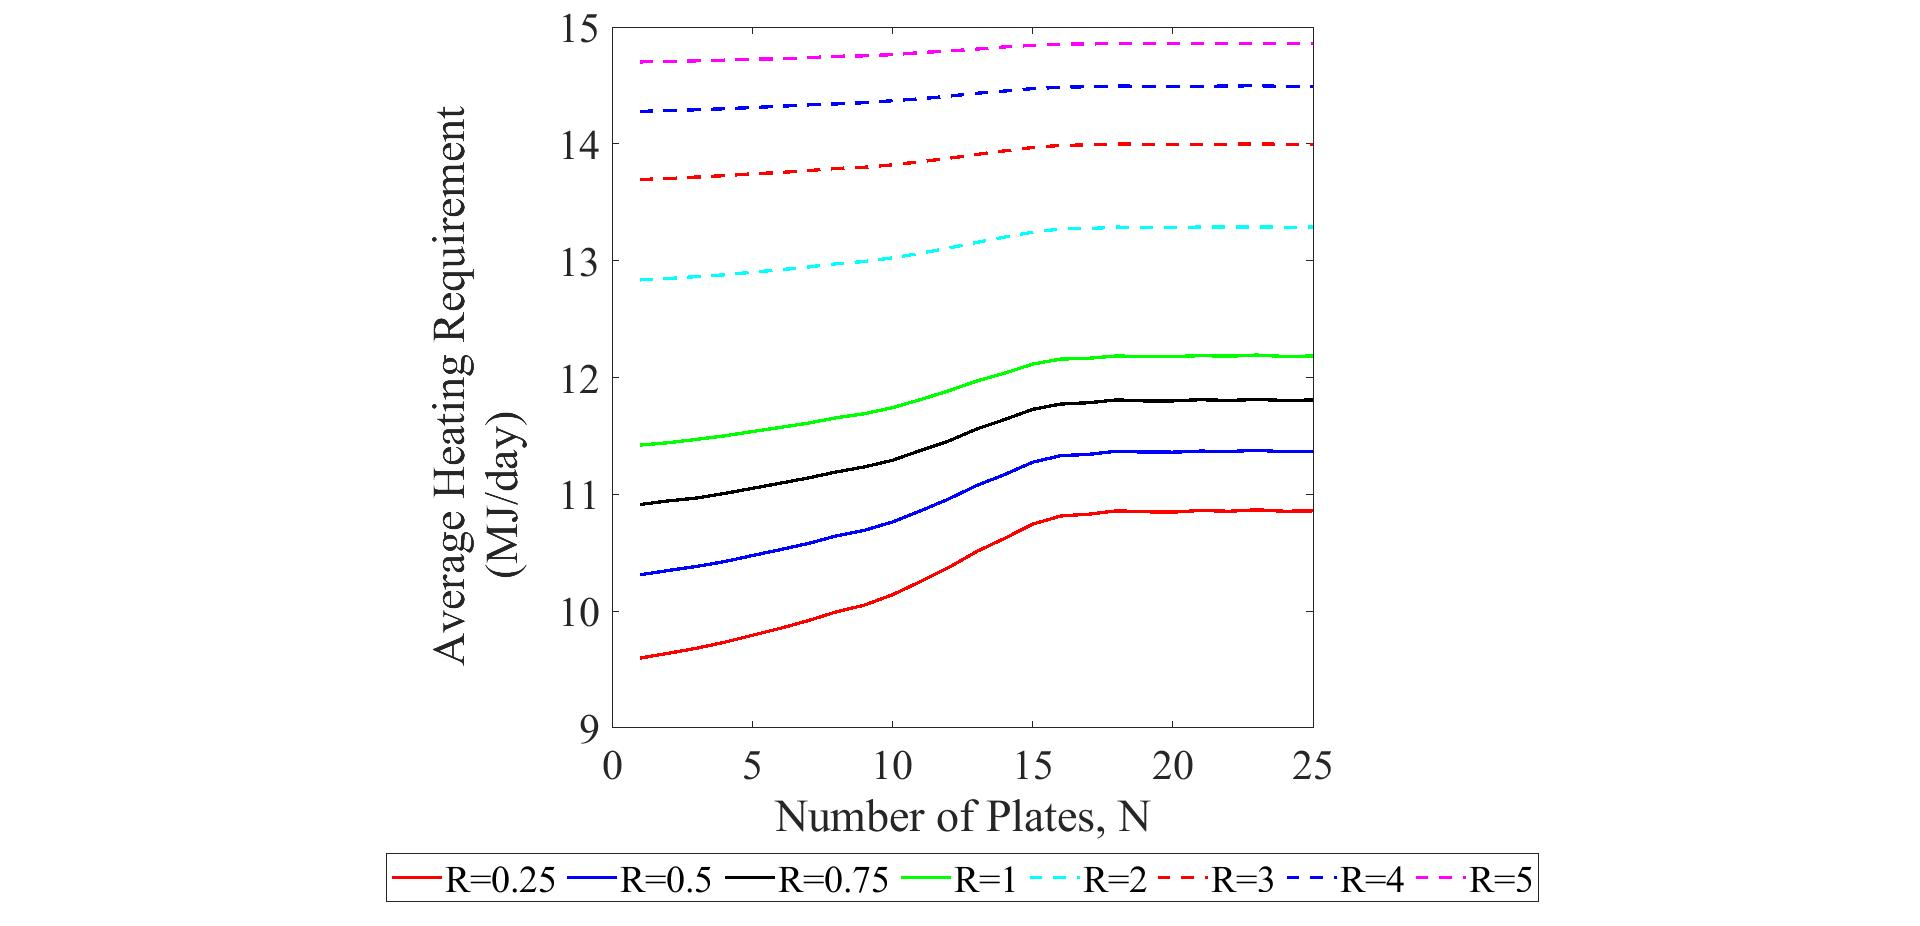 15
14
13
12
11
10
9
Average Heating Requirement
(MJ/day)
0 5 10 15 20 25
Number of Plates, N
R=0.25 R=0.5 R=0.75 R=1 R=2 R=3 R=4 R=5